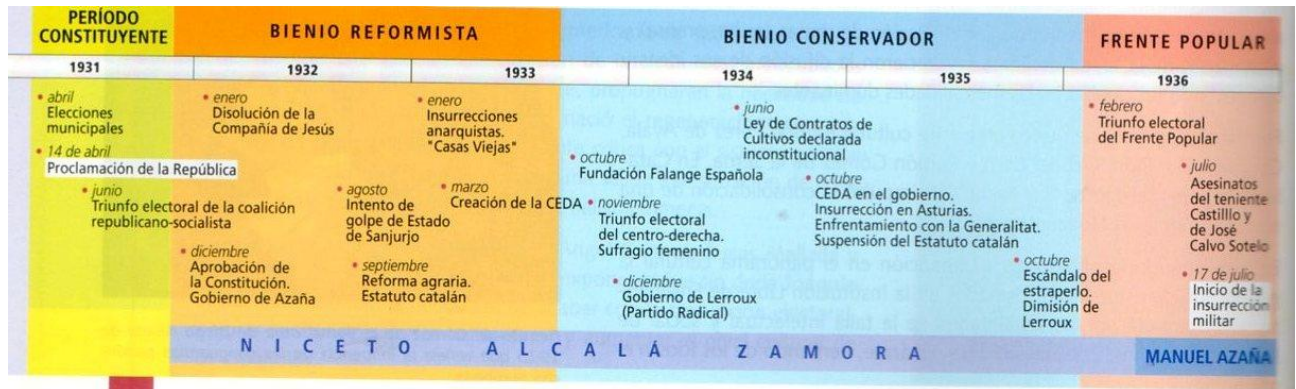 PERÍODO
CONSTITUYENTE
BIENIO REFORMISTA
BIENIO CONSERVADOR
FRENTE POPULAR
1931
1932
1933
1934
1935
1936
• abril
Elecciones
municipales
• 14 de abril
Proclamación de la República
• junio
Triunfo electoral de la coalición
republicano-socialista
• diciembre
Aprobación de
la Constitución.
Gobierno de Azaña
• enero
Disolución de la
Compañía de Jesús
• agosto
Intento de
golpe de Estado
de Sanjurjo
• septiembre
Reforma agraria.
Estatuto catalán
• enero
Insurrecciones
anarquistas.
"Casas Viejas"
• marzo
Creación de la CEDA
• octubre
Fundación Falange Española
• noviembre
Triunfo electoral
del centro-derecha.
Sufragio femenino
• diciembre
Gobierno de Lerroux
(Partido Radical)
• junio
Ley de Contratos de
Cultivos declarada
inconstitucional
• octubre
CEDA en el gobierno.
Insurrección en Asturias.
Enfrentamiento con la Generalitat.
Suspensión del Estatuto catalán
• octubre
Escándalo del
estraperlo.
Dimisión de
Lerroux
• febrero
Triunfo electoral
del Frente Popular
• julio
Asesinatos
del teniente
Castilllo y
de José
Calvo Sotelo
• 17 de julio
Inicio de la
insurrección
militar
NICETO ALCALÁ ZAMORA
MANUEL AZAÑA